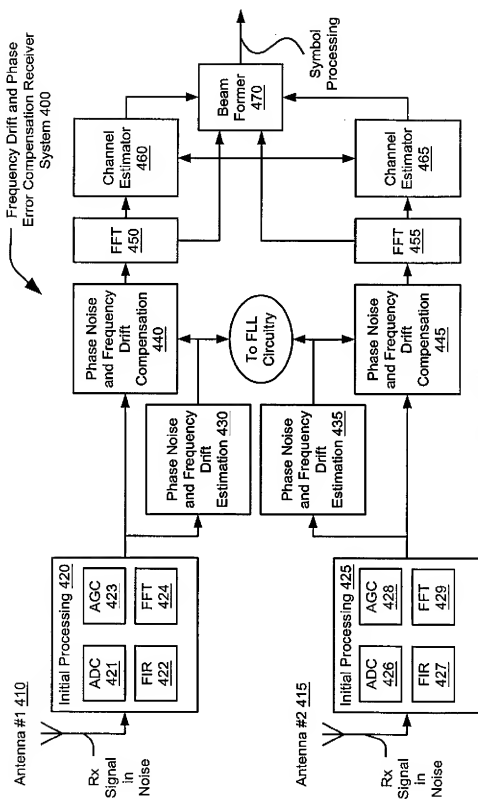 Frequency Drift and Phase
Error Compensation Receiver
System 400
Antenna #1 410
Rx
Signal
in
Noise
Initial Processing 420
ADC
421
AGC
423
FIR
422
FFT
424
Phase Noise
and Frequency
Drift
Estimation 430
Phase Noise
and Frequency
Drift
Compensation
440
FFT
450
Channel
Estimator
460
Beam
Former
470
Symbol
Processing
To FLL
Circuitry
Antenna #2 415
Rx
Signal
in
Noise
Initial Processing 425
ADC
426
AGC
428
FIR
427
FFT
429
Phase Noise
and Frequency
Drift
Estimation 435
Phase Noise
and Frequency
Drift
Compensation
445
FFT
455
Channel
Estimator
465